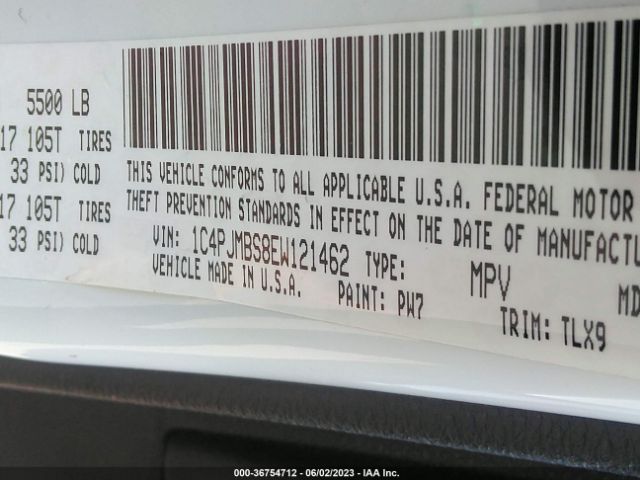 5500 LB
17 105T TIRES
33 PSI) COLD
17 105T TIRES
33 PSI) COLD
THIS VEHICLE CONFORMS TO ALL APPLICABLE U.S.A. FEDERAL MOTOR
THEFT PREVENTION STANDARDS IN EFFECT ON THE DATE OF MANUFACTU
VIN: 1C4PJMBS8EW121462 TYPE: MPV MD
VEHICLE MADE IN U.S.A. PAINT: PW7 TRIM: TLX9
000-36754712 - 06/02/2023 - IAA Inc.